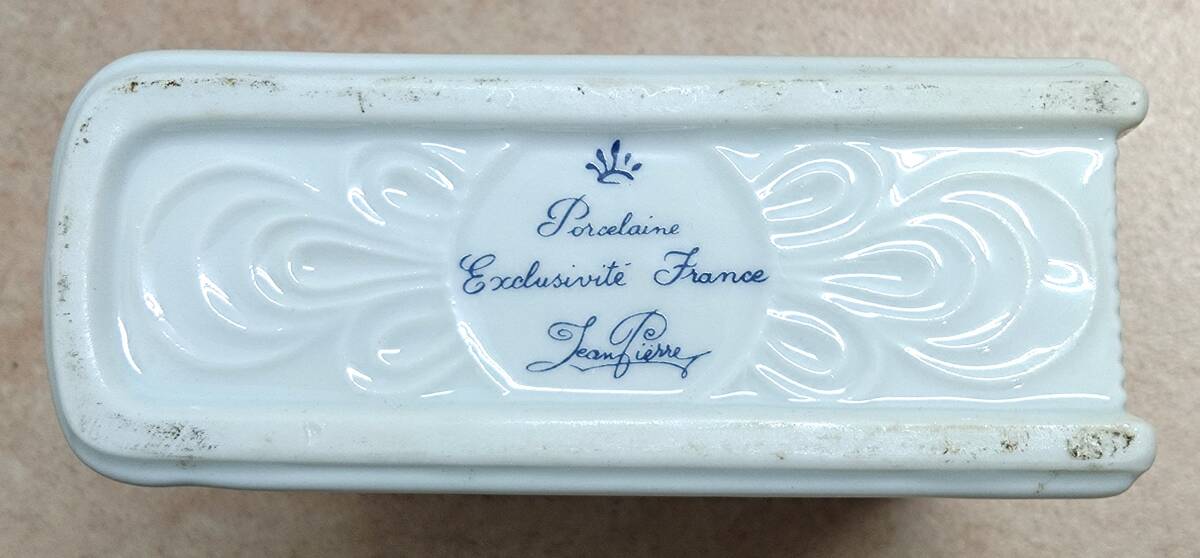 Porcelaine
Exclusivité France
Jean Pierre